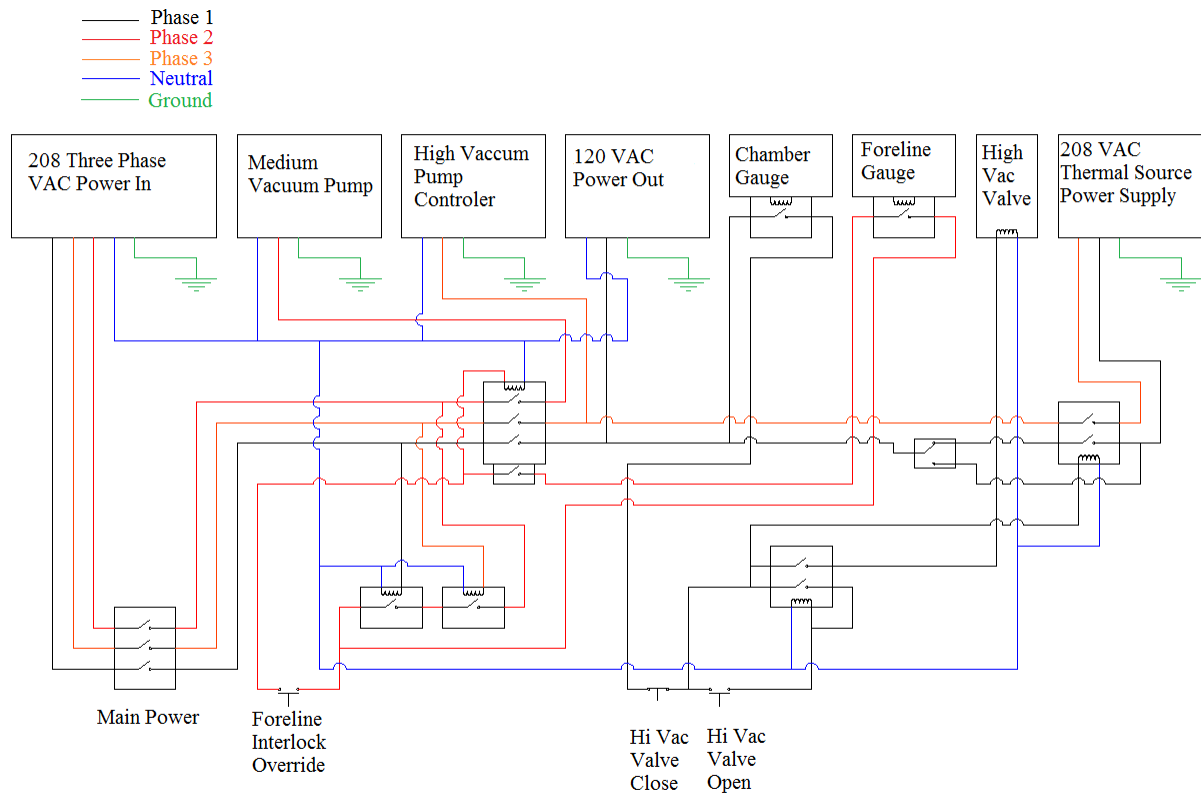 Phase 1
Phase 2
Phase 3
Neutral
Ground
208 Three Phase
VAC Power In
Medium
Vacuum Pump
High Vaccum
Pump
Controler
120 VAC
Power Out
Chamber
Gauge
Foreline
Gauge
High
Vac
Valve
208 VAC
Thermal Source
Power Supply
Main Power
Foreline
Interlock
Override
Hi Vac
Valve
Close
Hi Vac
Valve
Open